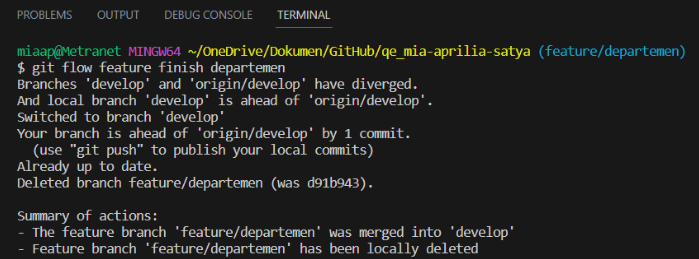 PROBLEMS OUTPUT DEBUG CONSOLE TERMINAL
miaap@Metranet MINGW64 ~/OneDrive/Dokumen/GitHub/qe_mia-aprilia-satya (feature/departemen)
$ git flow feature finish departemen
Branches 'develop' and 'origin/develop' have diverged.
And local branch 'develop' is ahead of 'origin/develop'.
Switched to branch 'develop'
Your branch is ahead of 'origin/develop' by 1 commit.
  (use "git push" to publish your local commits)
Already up to date.
Deleted branch feature/departemen (was d91b943).
Summary of actions:
- The feature branch 'feature/departemen' was merged into 'develop'
- Feature branch 'feature/departemen' has been locally deleted